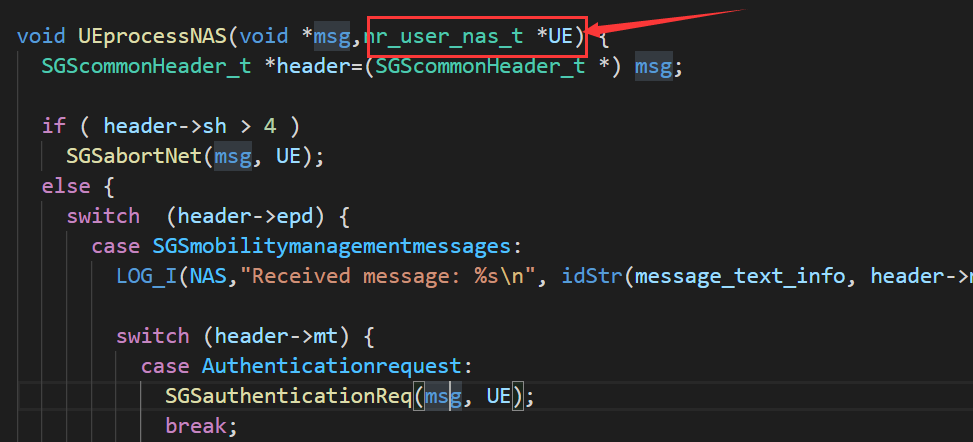 void UEprocessNAS(void *msg,nr_user_nas_t *UE) {
SGScommonHeader_t *header=(SGScommonHeader_t *) msg;
if ( header->sh > 4 )
SGSabortNet(msg, UE);
else {
switch  (header->epd) {
case SGSmobilitymanagementmessages:
LOG_I(NAS,"Received message: %s\n", idStr(message_text_info, header->
switch (header->mt) {
case Authenticationrequest:
SGSauthenticationReq(msg, UE);
break;